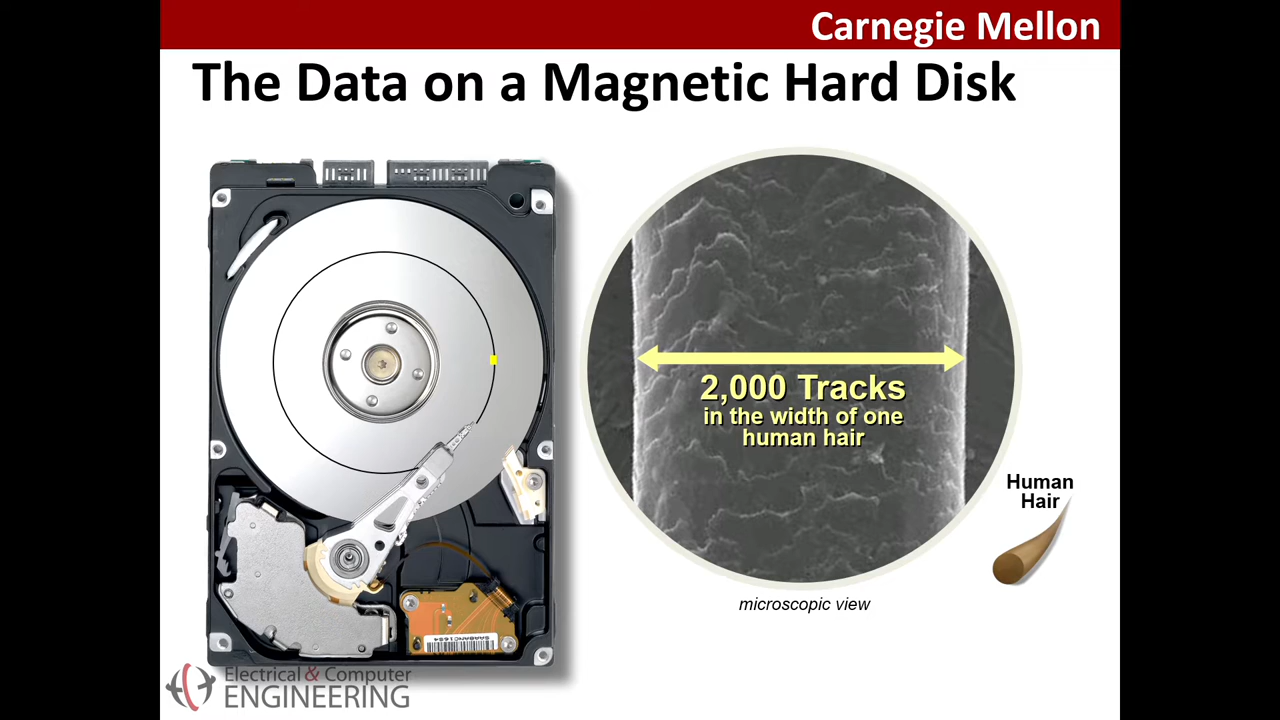 Carnegie Mellon
The Data on a Magnetic Hard Disk
2,000 Tracks
in the width of one
human hair
Human
Hair
microscopic view
Electrical & Computer
ENGINEERING